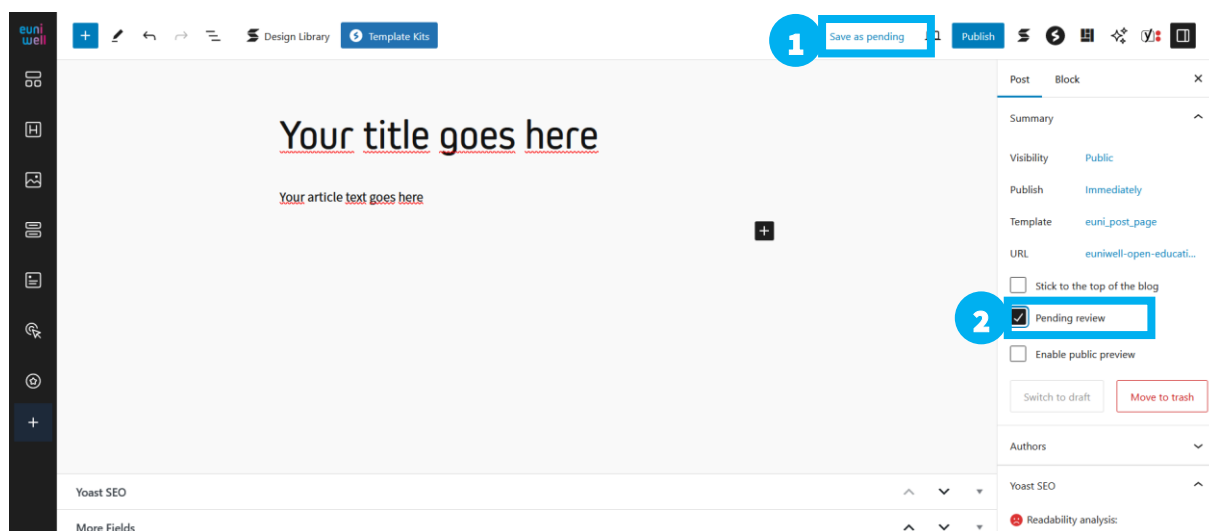 euni
well
Design Library
Template Kits
1
Save as pending
Publish
Post
Block
Summary
Your title goes here
Visibility
Public
Your article text goes here
Publish
Immediately
Template
euni_post_page
URL
euniwell-open-educati...
Stick to the top of the blog
2
Pending review
Enable public preview
Switch to draft
Move to trash
Authors
Yoast SEO
Yoast SEO
Readability analysis:
More Fields